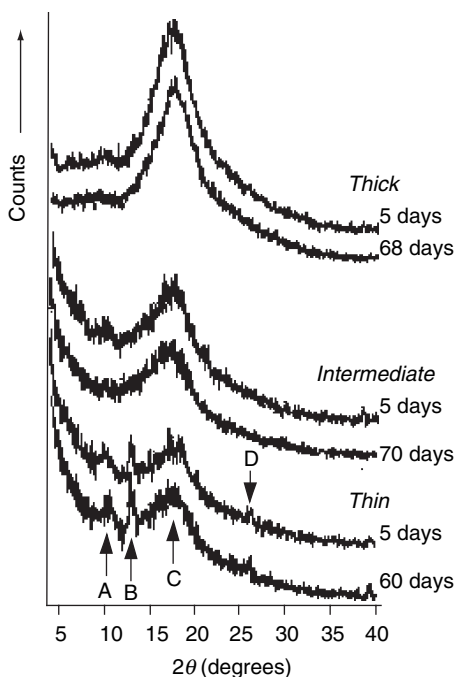 Counts
Thick
5 days
68 days
Intermediate
5 days
70 days
D
Thin
5 days
60 days
A
B
C
5 10 15 20 25 30 35 40
2θ (degrees)